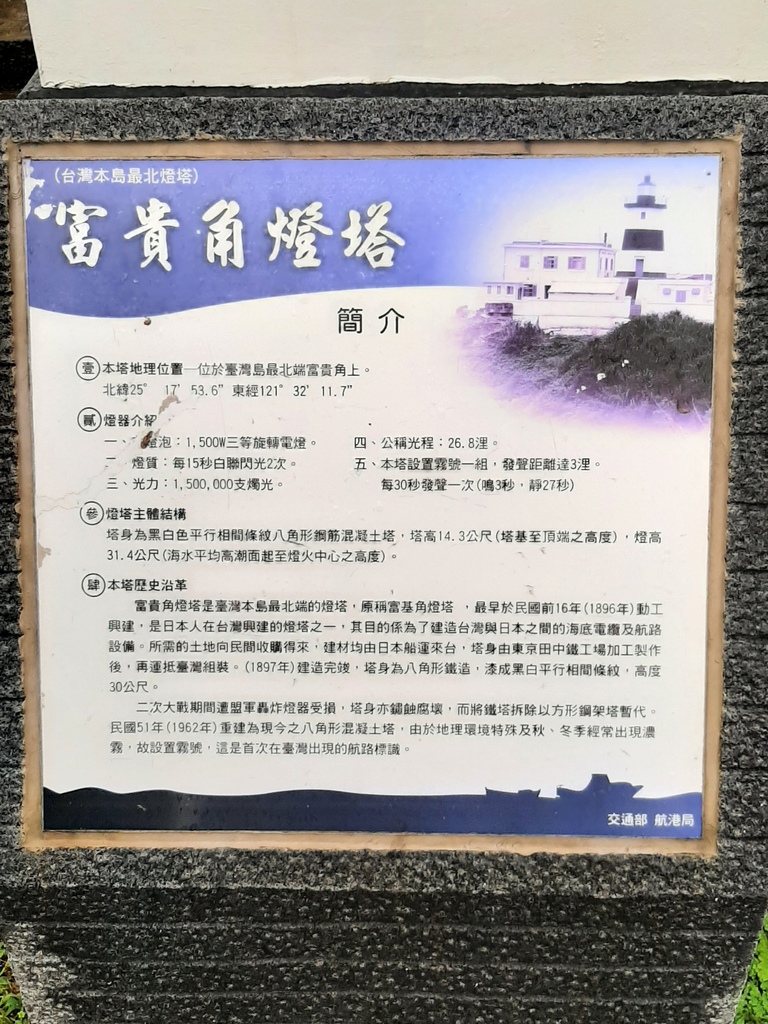 (台灣本島最北燈塔)
富貴角燈塔
簡介
壹 本塔地理位置—位於臺灣島最北端富貴角上。
北緯25° 17' 53.6" 東經121° 32' 11.7"
貳 燈器介紹
一、燈泡：1,500W三等旋轉電燈。
燈質：每15秒白聯閃光2次。
三、光力：1,500,000支燭光。
四、公稱光程：26.8浬。
五、本塔設置霧號一組，發聲距離達3浬。
每30秒發聲一次(鳴3秒，靜27秒)
參 燈塔主體結構
塔身為黑白色平行相間條紋八角形鋼筋混凝土塔，塔高14.3公尺(塔基至頂端之高度)，燈高
31.4公尺(海水平均高潮面起至燈火中心之高度)。
肆 本塔歷史沿革
富貴角燈塔是臺灣本島最北端的燈塔，原稱富基角燈塔 ，最早於民國前16年(1896年)動工
興建，是日本人在台灣興建的燈塔之一，其目的係為了建造台灣與日本之間的海底電纜及航路
設備。所需的土地向民間收購得來，建材均由日本船運來台，塔身由東京田中鐵工場加工製作
後，再運抵臺灣組裝。(1897年)建造完竣，塔身為八角形鐵造，漆成黑白平行相間條紋，高度
30公尺。
二次大戰期間遭盟軍轟炸燈器受損，塔身亦鏽蝕腐壞，而將鐵塔拆除以方形鋼架塔暫代。
民國51年(1962年)重建為現今之八角形混凝土塔，由於地理環境特殊及秋、冬季經常出現濃
霧，故設置霧號，這是首次在臺灣出現的航路標識。
交通部 航港局